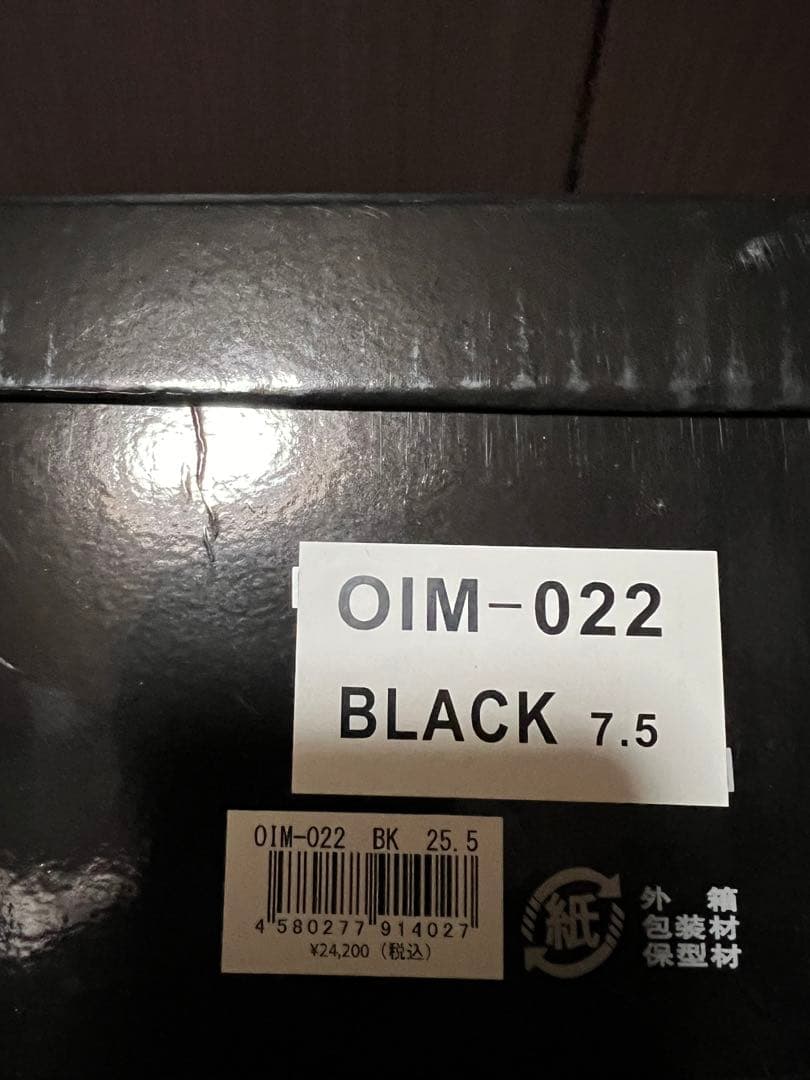 OIM-022
BLACK 7.5
OIM-022 BK 25.5
4 580277 914027
¥24,200（税込）
紙
外 箱
包装材
保型材